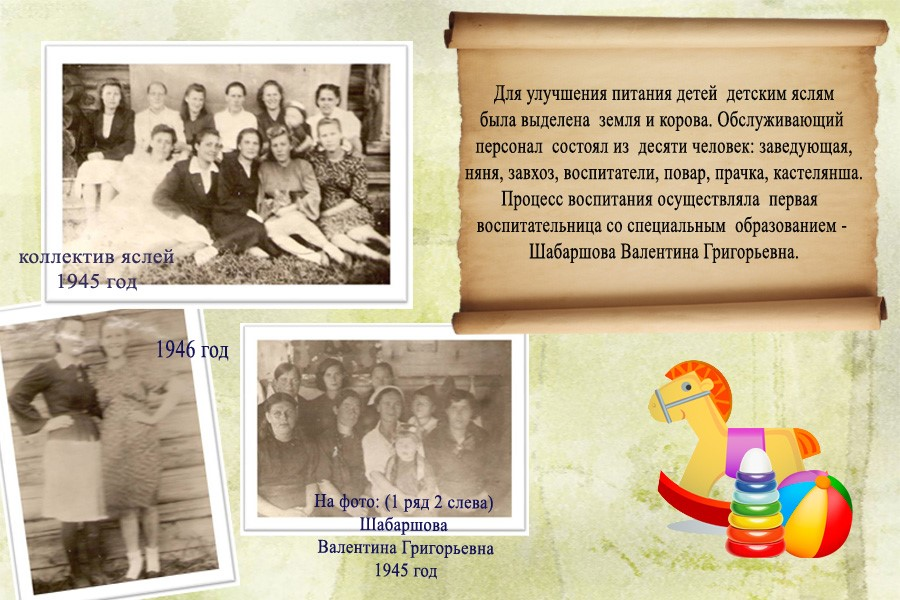 Для улучшения питания детей детским яслям
была выделена земля и корова. Обслуживающий
персонал состоял из десяти человек: заведующая,
няня, завхоз, воспитатели, повар, прачка, кастелянша.
Процесс воспитания осуществляла первая
воспитательница со специальным образованием -
Шабаршова Валентина Григорьевна.
коллектив яслей
1945 год
1946 год
На фото: (1 ряд 2 слева)
Шабаршова
Валентина Григорьевна
1945 год